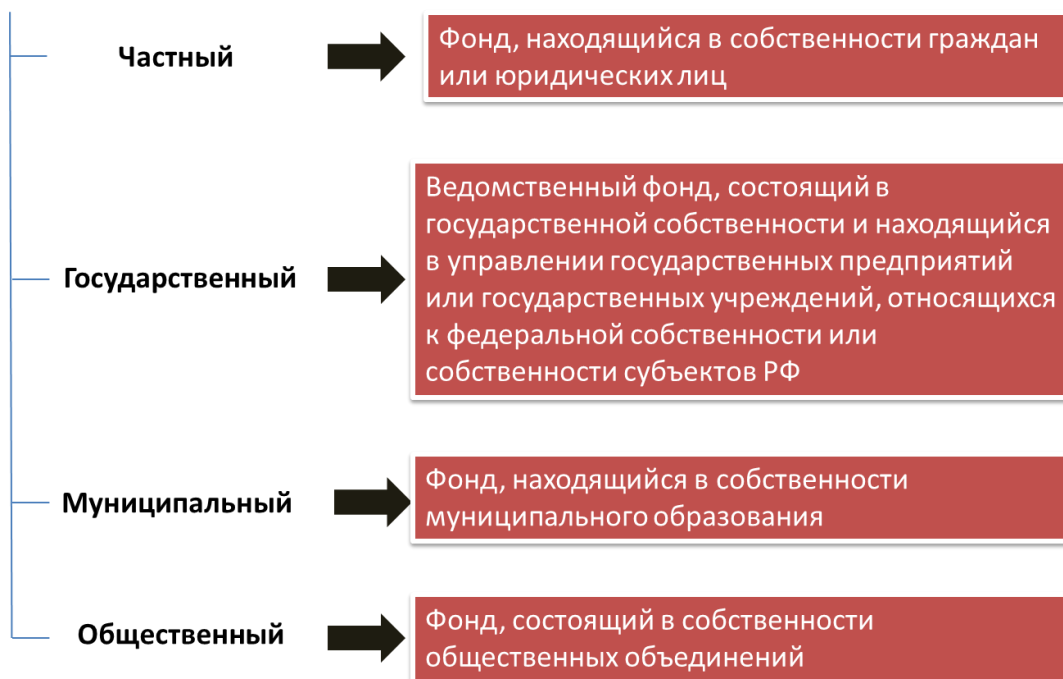 Частный
Фонд, находящийся в собственности граждан
или юридических лиц
Государственный
Ведомственный фонд, состоящий в
государственной собственности и находящийся
в управлении государственных предприятий
или государственных учреждений, относящихся
к федеральной собственности или
собственности субъектов РФ
Муниципальный
Фонд, находящийся в собственности
муниципального образования
Общественный
Фонд, состоящий в собственности
общественных объединений